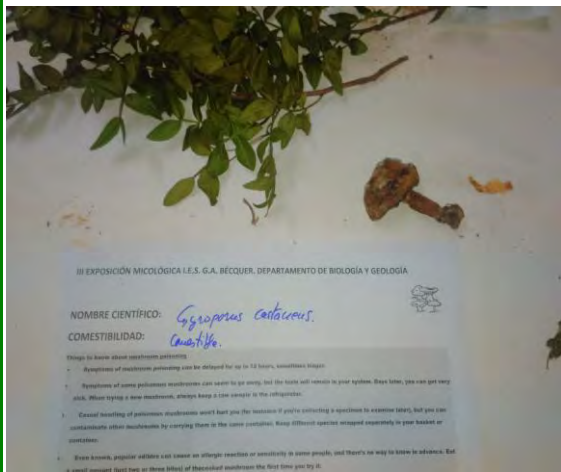 III EXPOSICIÓN MICOLÓGICA I.E.S. G.A. BÉCQUER. DEPARTAMENTO DE BIOLOGÍA Y GEOLOGÍA
NOMBRE CIENTÍFICO: Gyroporus castaneus.
COMESTIBILIDAD: Comestible.
Things to know about mushroom poisoning
- Symptoms of mushroom poisoning can be delayed for up to 12 hours, sometimes longer.
- Symptoms of some poisonous mushrooms can seem to go away, but the toxin will remain in your system. Days later, you can get very
sick. When trying a new mushroom, always keep a raw sample in the refrigerator.
- Casual handling of poisonous mushrooms won't hurt you (for instance if you're collecting a specimen to examine later), but you can
contaminate other mushrooms by carrying them in the same container. Keep different species wrapped separately in your basket or
container.
- Even known, popular edibles can cause an allergic reaction or sensitivity in some people, and there's no way to know in advance. Eat
a small amount (just two or three bites) of the cooked mushroom the first time you try it.